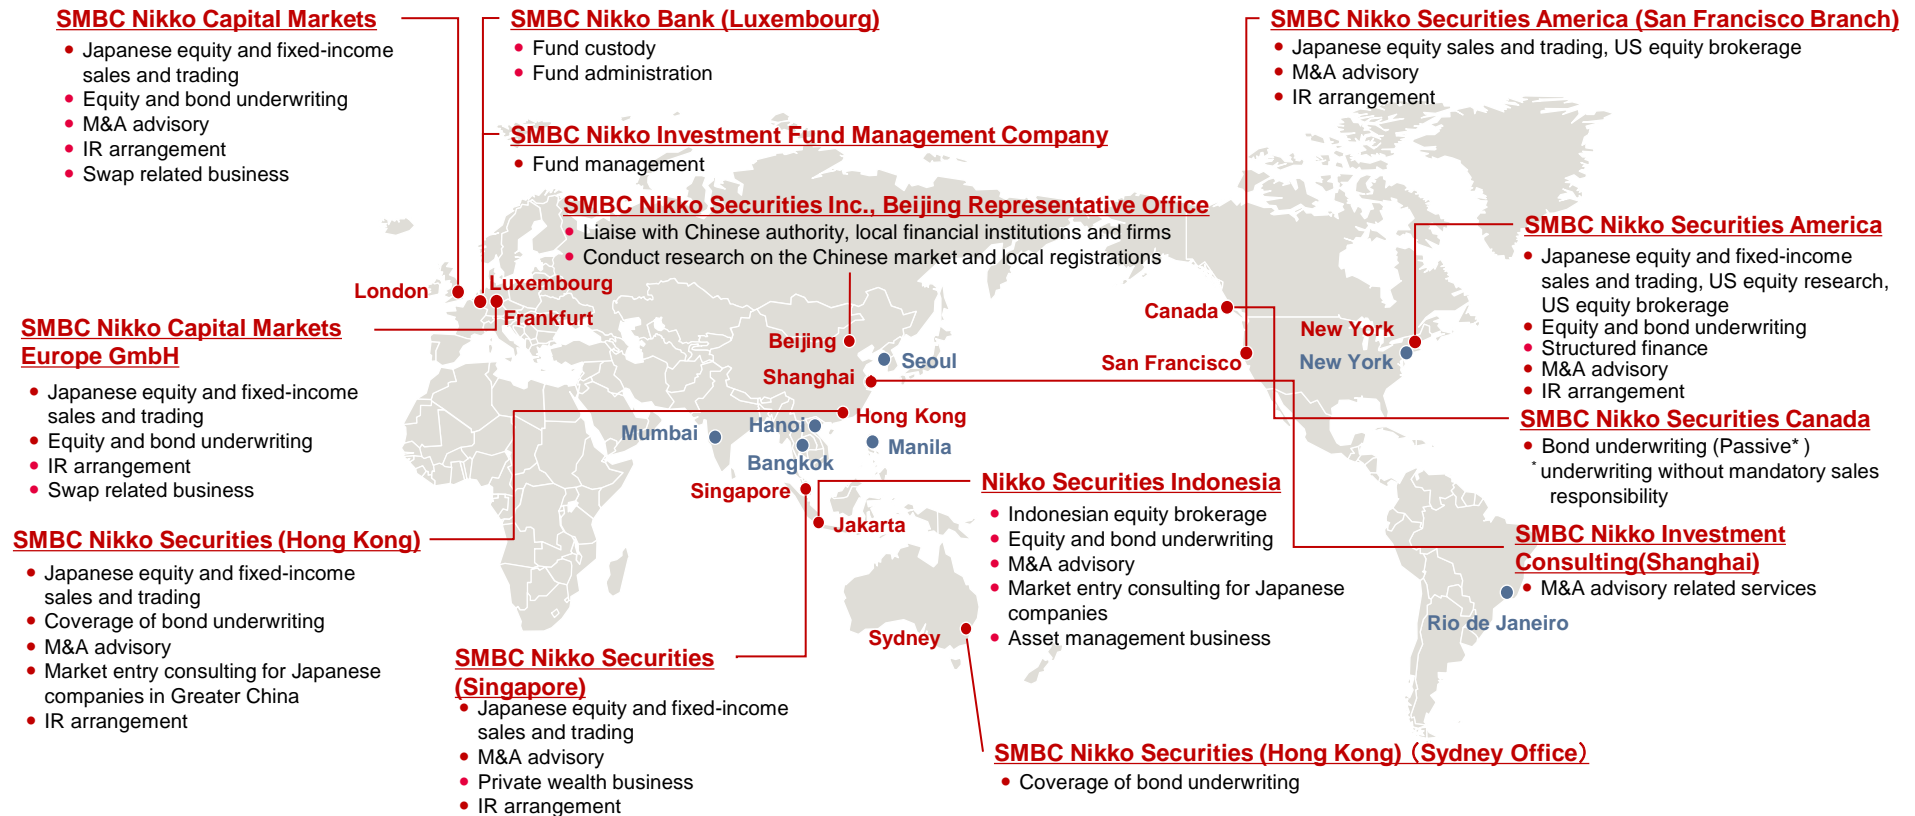 SMBC Nikko Capital Markets
• Japanese equity and fixed-income
sales and trading
• Equity and bond underwriting
• M&A advisory
• IR arrangement
• Swap related business
SMBC Nikko Bank (Luxembourg)
• Fund custody
• Fund administration
SMBC Nikko Investment Fund Management Company
• Fund management
SMBC Nikko Securities Inc., Beijing Representative Office
• Liaise with Chinese authority, local financial institutions and firms
• Conduct research on the Chinese market and local registrations
SMBC Nikko Securities America (San Francisco Branch)
• Japanese equity sales and trading, US equity brokerage
• M&A advisory
• IR arrangement
SMBC Nikko Securities America
• Japanese equity and fixed-income
sales and trading, US equity research,
US equity brokerage
• Equity and bond underwriting
• Structured finance
• M&A advisory
• IR arrangement
SMBC Nikko Securities Canada
• Bond underwriting (Passive* )
* underwriting without mandatory sales
responsibility
SMBC Nikko Investment
Consulting(Shanghai)
• M&A advisory related services
London
Luxembourg
Frankfurt
Beijing
Seoul
Shanghai
Hong Kong
Mumbai
Hanoi
Bangkok
Manila
Singapore
Jakarta
Sydney
Canada
San Francisco
New York
New York
Rio de Janeiro
SMBC Nikko Capital Markets
Europe GmbH
• Japanese equity and fixed-income
sales and trading
• Equity and bond underwriting
• IR arrangement
• Swap related business
SMBC Nikko Securities (Hong Kong)
• Japanese equity and fixed-income
sales and trading
• Coverage of bond underwriting
• M&A advisory
• Market entry consulting for Japanese
companies in Greater China
• IR arrangement
SMBC Nikko Securities
(Singapore)
• Japanese equity and fixed-income
sales and trading
• M&A advisory
• Private wealth business
• IR arrangement
Nikko Securities Indonesia
• Indonesian equity brokerage
• Equity and bond underwriting
• M&A advisory
• Market entry consulting for Japanese
companies
• Asset management business
SMBC Nikko Securities (Hong Kong)（Sydney Office）
• Coverage of bond underwriting